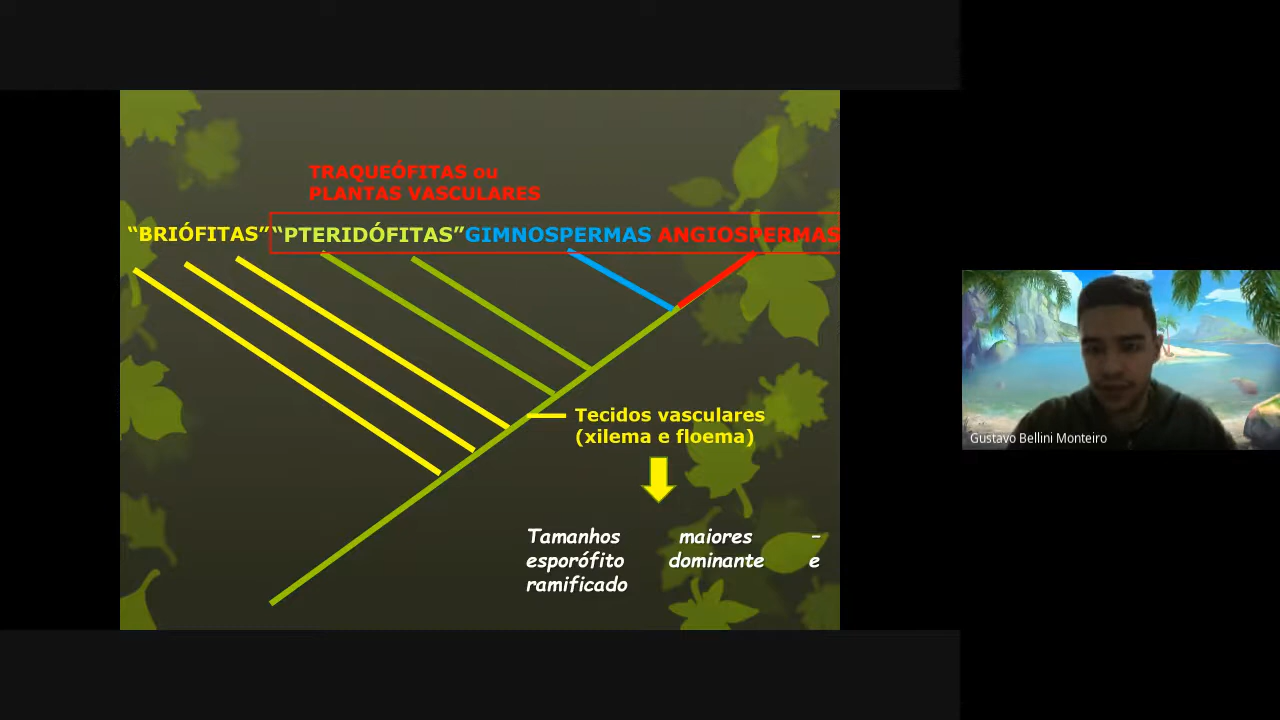 TRAQUEÓFITAS ou
PLANTAS VASCULARES
“BRIÓFITAS” “PTERIDÓFITAS” GIMNOSPERMAS ANGIOSPERMAS
Tecidos vasculares
(xilema e floema)
Tamanhos maiores –
esporófito dominante e
ramificado
Gustavo Bellini Monteiro